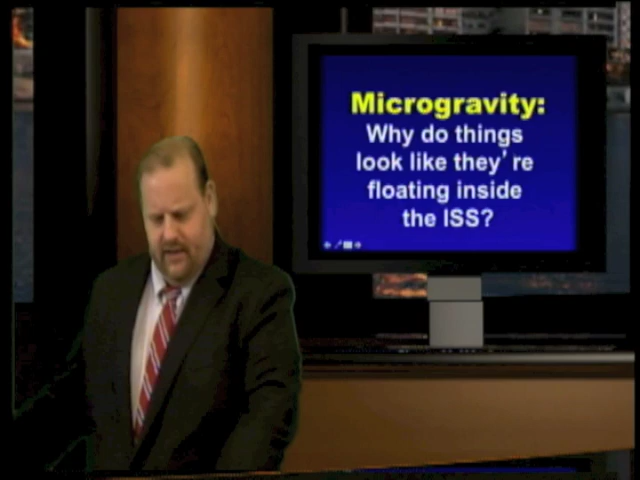 Microgravity:
Why do things
look like they're
floating inside
the ISS?